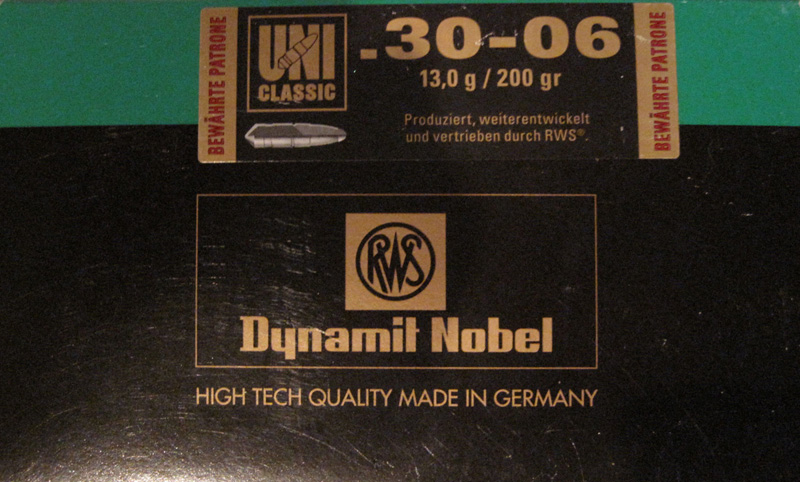 BEWÄHRTE PATRONE
UNI
CLASSIC
.30-06
13,0 g / 200 gr
Produziert, weiterentwickelt
und vertrieben durch RWS®.
BEWÄHRTE PATRONE
RWS
Dynamit Nobel
HIGH TECH QUALITY MADE IN GERMANY